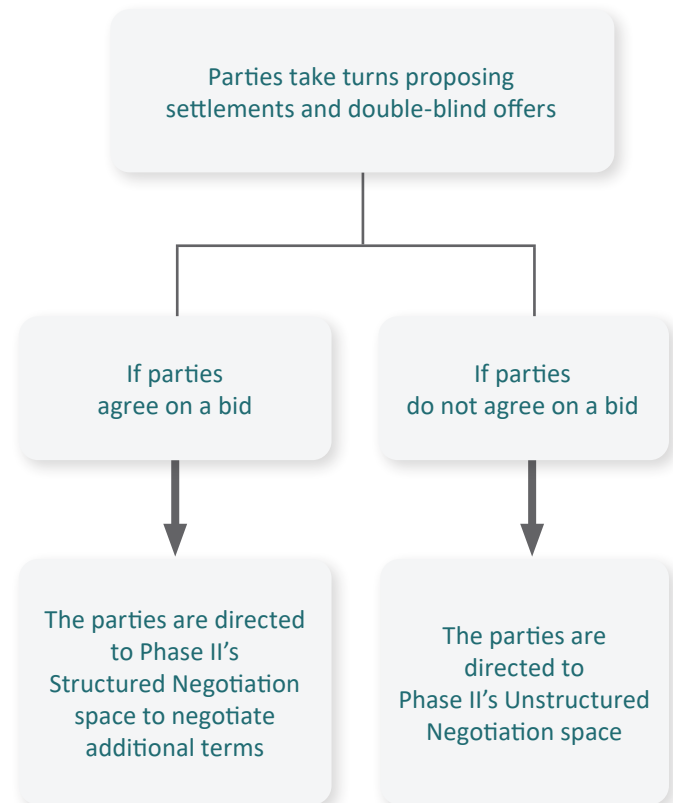 Parties take turns proposing
settlements and double-blind offers
If parties
agree on a bid
If parties
do not agree on a bid
The parties are directed
to Phase II's
Structured Negotiation
space to negotiate
additional terms
The parties are
directed to
Phase II's Unstructured
Negotiation space